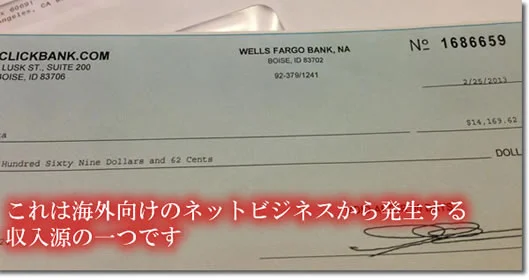 CLICKBANK.COM
LUSK ST., SUITE 200
BOISE, ID 83706
WELLS FARGO BANK, NA
BOISE, ID 83702
92-379/1241
No 1686659
2/25/2013
$14,169.62
Hundred Sixty Nine Dollars and 62 Cents
DOLL
これは海外向けのネットビジネスから発生する
収入源の一つです